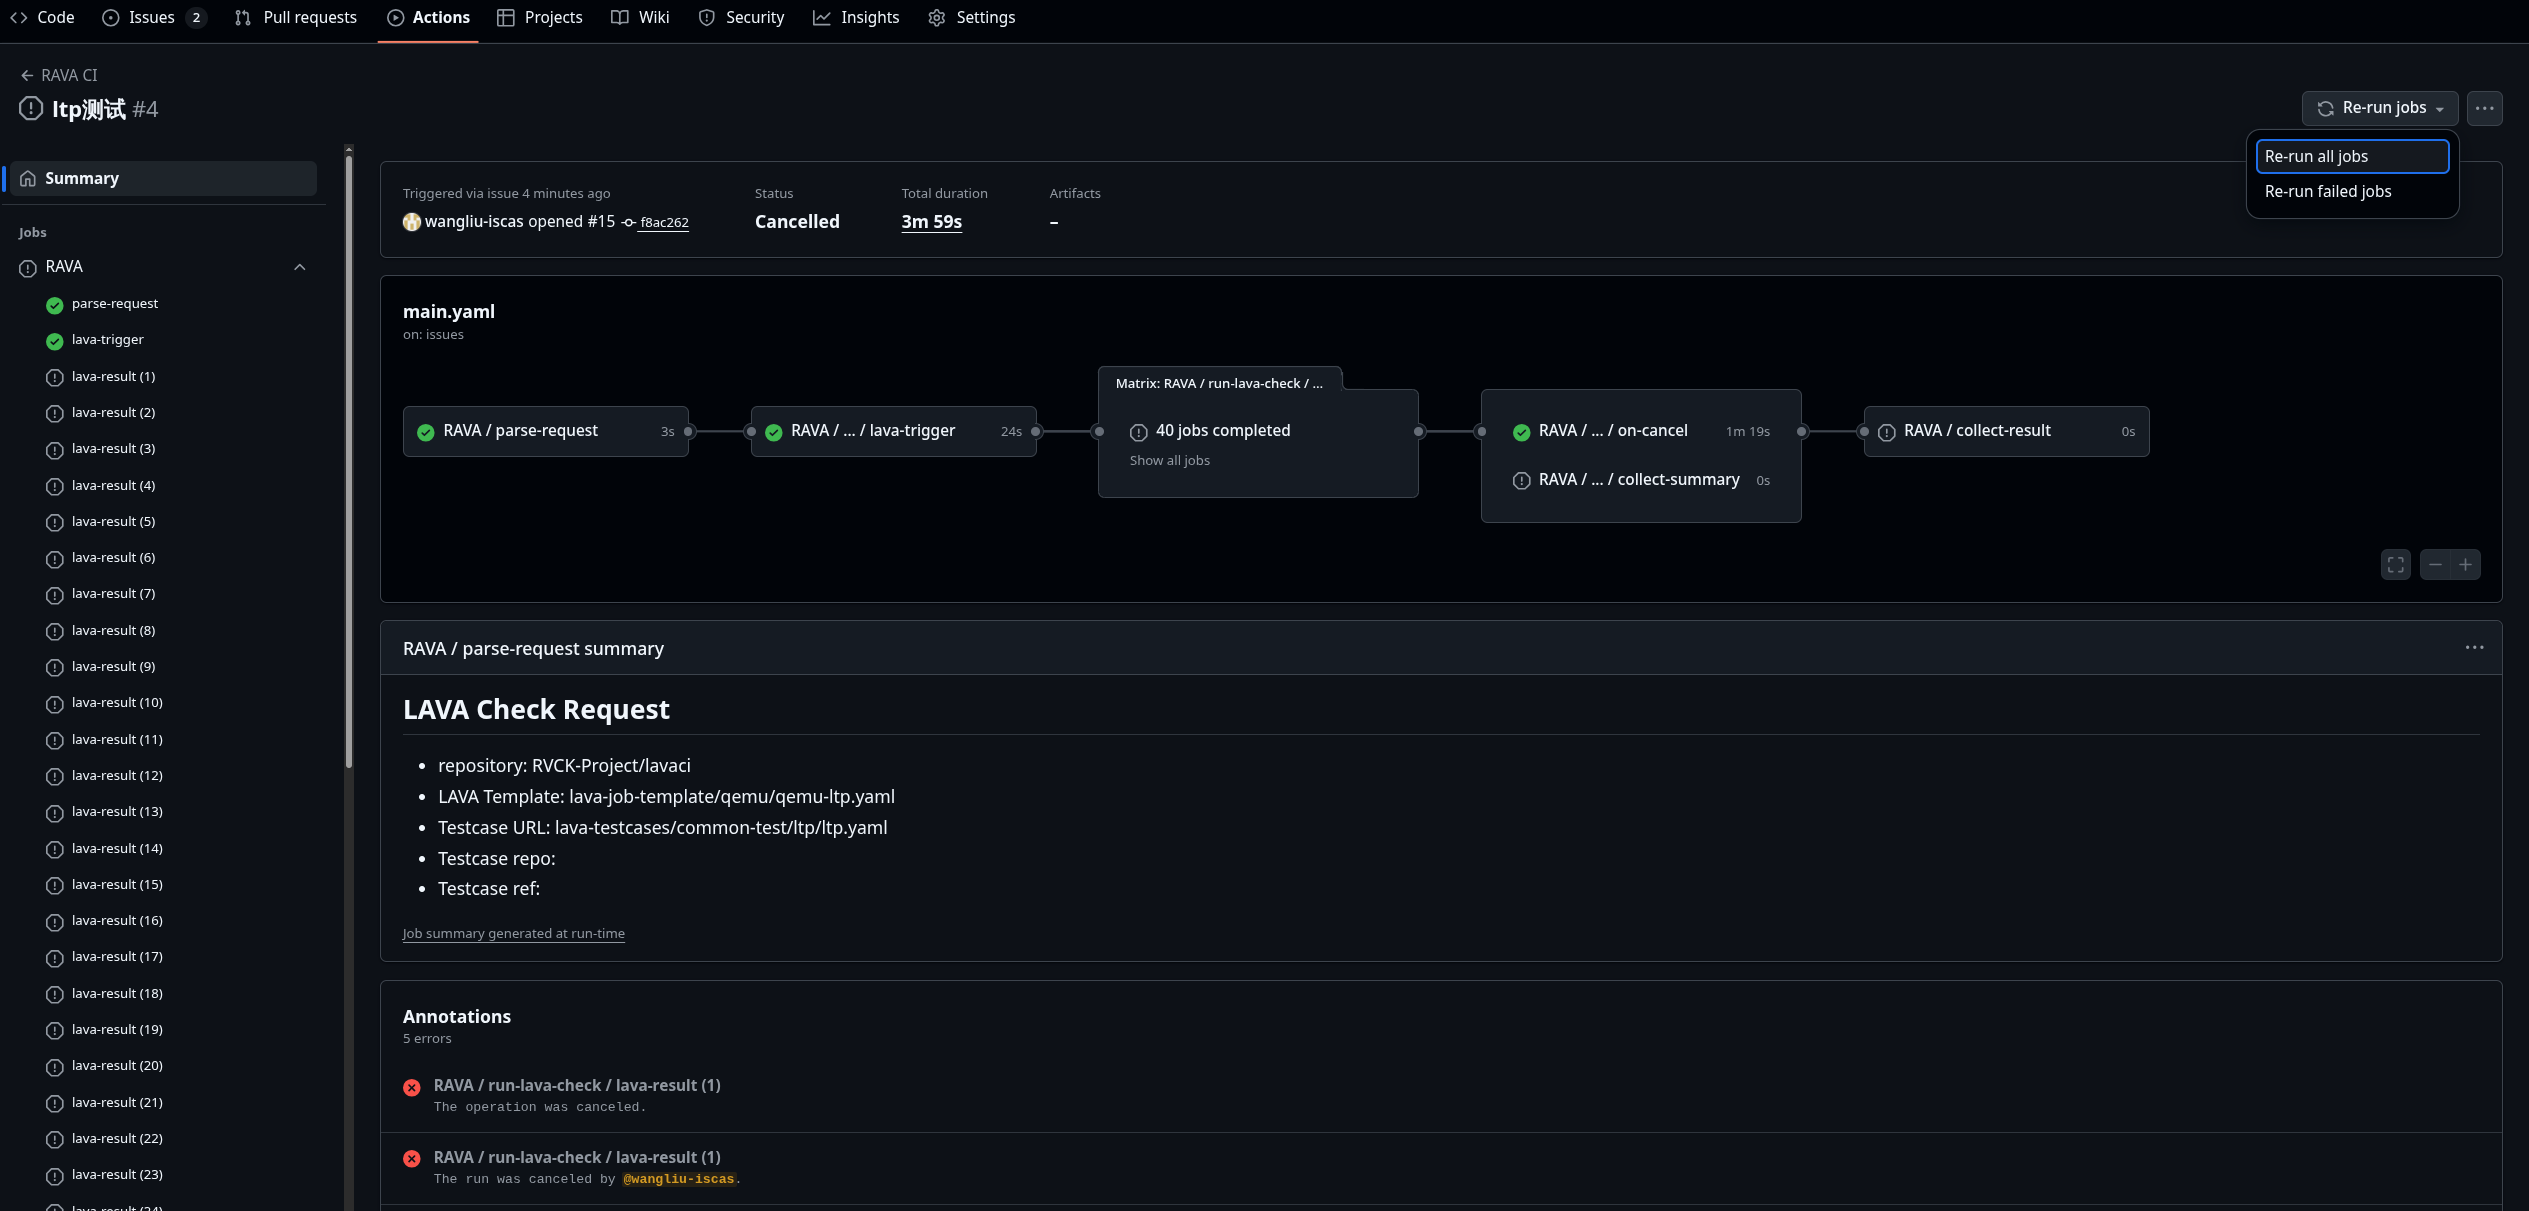 Code Issues 2 Pull requests Actions Projects Wiki Security Insights Settings
RAVA CI
ltp测试 #4
Re-run jobs
Re-run all jobs
Re-run failed jobs
Summary
Jobs
RAVA
parse-request
lava-trigger
lava-result (1)
lava-result (2)
lava-result (3)
lava-result (4)
lava-result (5)
lava-result (6)
lava-result (7)
lava-result (8)
lava-result (9)
lava-result (10)
lava-result (11)
lava-result (12)
lava-result (13)
lava-result (14)
lava-result (15)
lava-result (16)
lava-result (17)
lava-result (18)
lava-result (19)
lava-result (20)
lava-result (21)
lava-result (22)
lava-result (23)
Triggered via issue 4 minutes ago
wangliu-iscas opened #15 f8ac262
Status
Cancelled
Total duration
3m 59s
Artifacts
–
main.yaml
on: issues
RAVA / parse-request 3s
RAVA / ... / lava-trigger 24s
Matrix: RAVA / run-lava-check / ...
40 jobs completed
Show all jobs
RAVA / ... / on-cancel 1m 19s
RAVA / ... / collect-summary 0s
RAVA / collect-result 0s
RAVA / parse-request summary
LAVA Check Request
• repository: RVCK-Project/lavaci
• LAVA Template: lava-job-template/qemu/qemu-ltp.yaml
• Testcase URL: lava-testcases/common-test/ltp/ltp.yaml
• Testcase repo:
• Testcase ref:
Job summary generated at run-time
Annotations
5 errors
RAVA / run-lava-check / lava-result (1)
The operation was canceled.
RAVA / run-lava-check / lava-result (1)
The run was canceled by @wangliu-iscas.